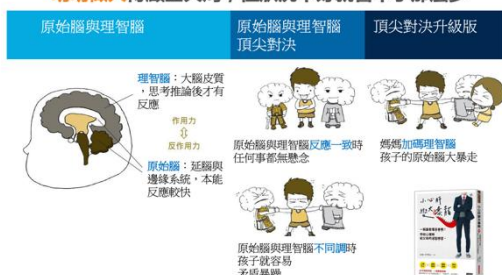 原始腦與理智腦
原始腦與理智腦
頂尖對決
頂尖對決升級版
理智腦：大腦皮質
，思考推論後才有
反應
作用力
反作用力
原始腦：延腦與
邊緣系統，本能
反應較快
原始腦與理智腦反應一致時
任何事都無懸念
原始腦與理智腦不同調時
孩子就容易
矛盾暴躁
媽媽加碼理智腦
孩子的原始腦大暴走